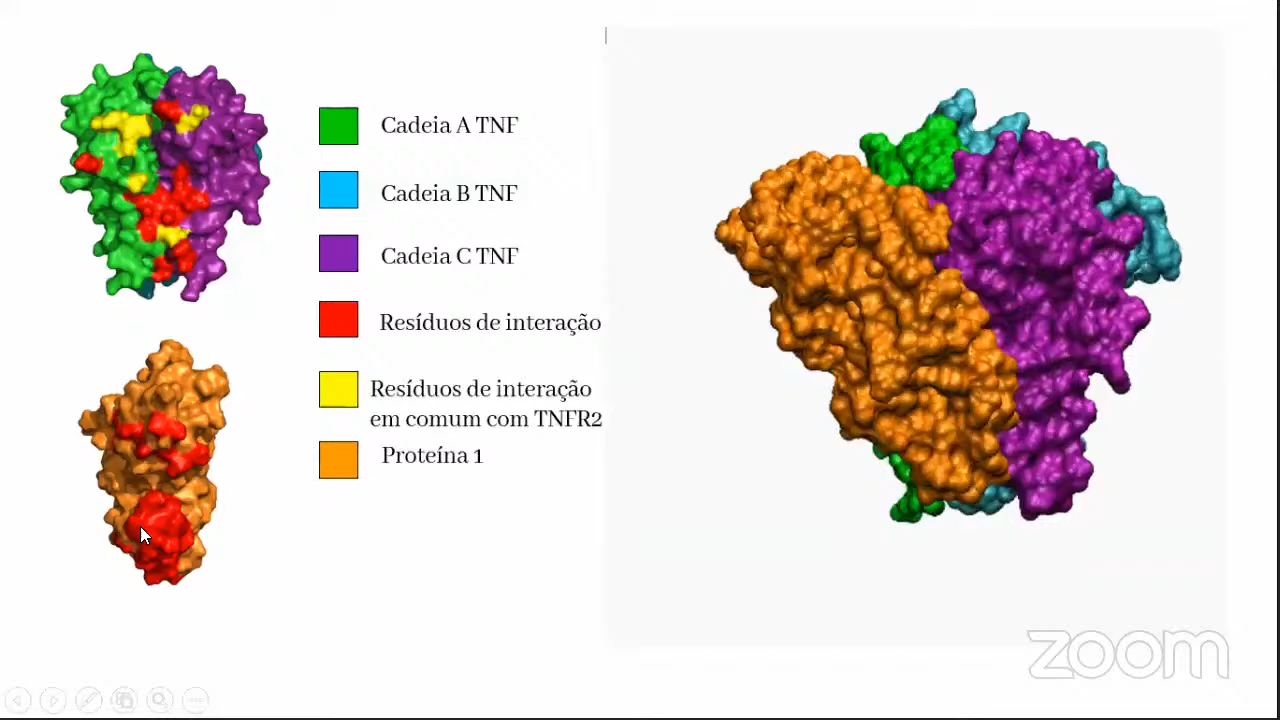 Cadeia A TNF
Cadeia B TNF
Cadeia C TNF
Resíduos de interação
Resíduos de interação
em comum com TNFR2
Proteína 1
zoom